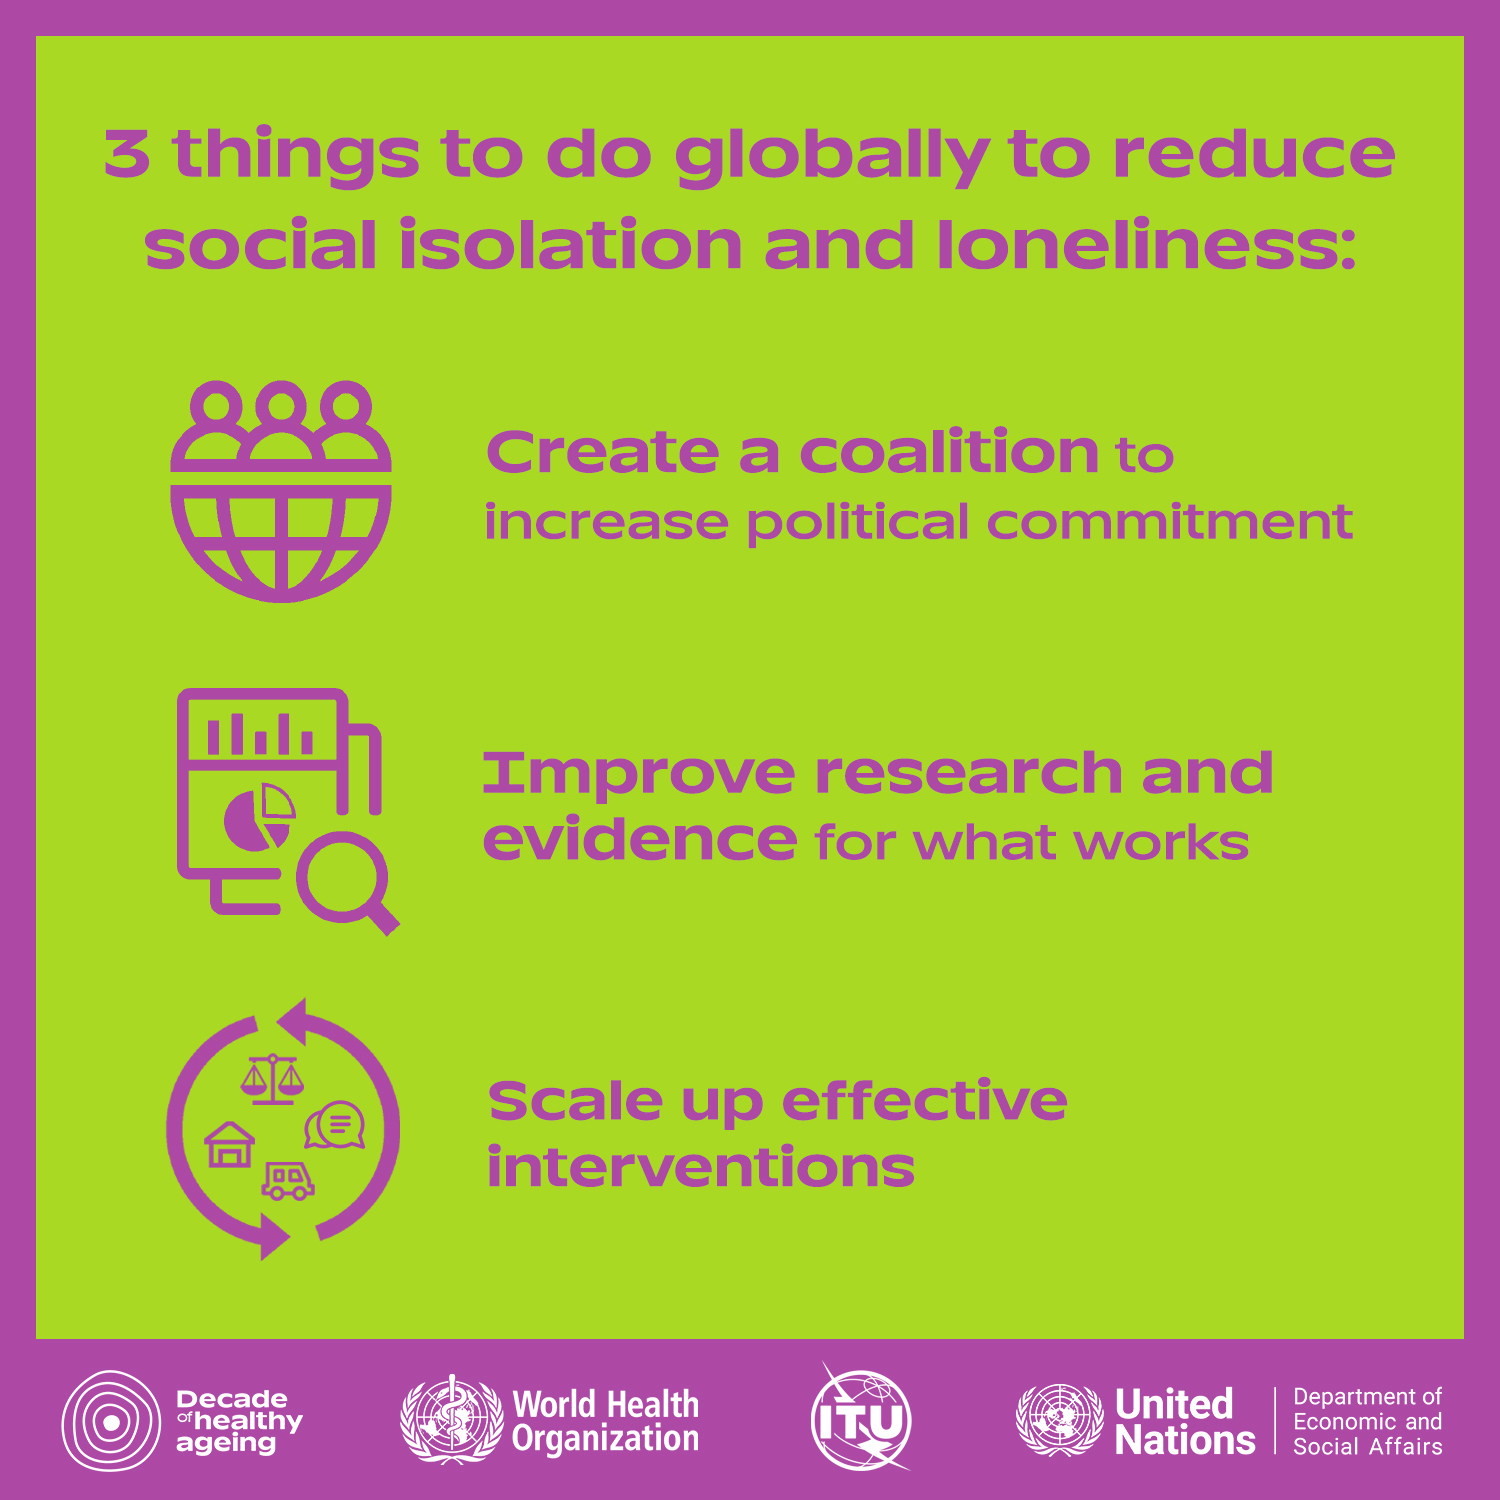 3 things to do globally to reduce
social isolation and loneliness:
Create a coalition to
increase political commitment
Improve research and
evidence for what works
Scale up effective
interventions
Decade
of healthy
ageing
World Health
Organization
ITU
United
Nations
Department of
Economic and
Social Affairs